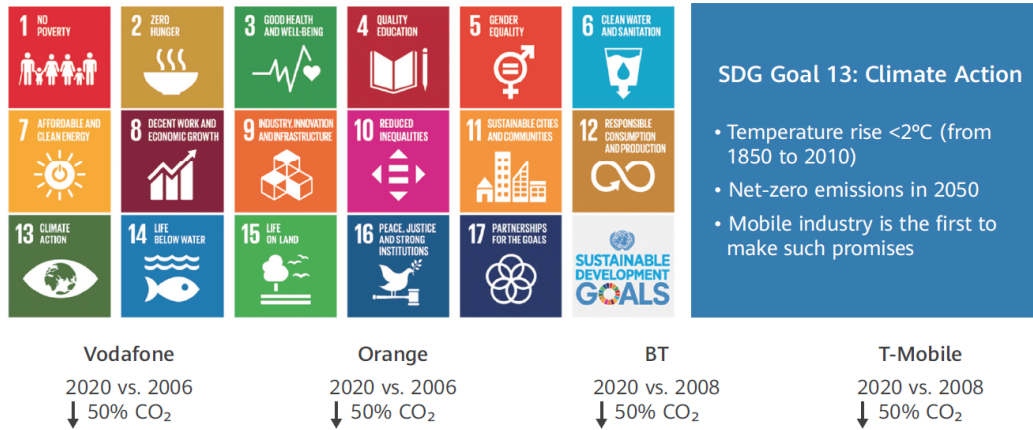 1 NO
POVERTY
2 ZERO
HUNGER
3 GOOD HEALTH
AND WELL-BEING
4 QUALITY
EDUCATION
5 GENDER
EQUALITY
6 CLEAN WATER
AND SANITATION
7 AFFORDABLE AND
CLEAN ENERGY
8 DECENT WORK AND
ECONOMIC GROWTH
9 INDUSTRY, INNOVATION
AND INFRASTRUCTURE
10 REDUCED
INEQUALITIES
11 SUSTAINABLE CITIES
AND COMMUNITIES
12 RESPONSIBLE
CONSUMPTION
AND PRODUCTION
13 CLIMATE
ACTION
14 LIFE
BELOW WATER
15 LIFE
ON LAND
16 PEACE, JUSTICE
AND STRONG
INSTITUTIONS
17 PARTNERSHIPS
FOR THE GOALS
SUSTAINABLE
DEVELOPMENT
GOALS
SDG Goal 13: Climate Action
• Temperature rise <2ºC (from
1850 to 2010)
• Net-zero emissions in 2050
• Mobile industry is the first to
make such promises
Vodafone
2020 vs. 2006
↓ 50% CO₂
Orange
2020 vs. 2006
↓ 50% CO₂
BT
2020 vs. 2008
↓ 50% CO₂
T-Mobile
2020 vs. 2008
↓ 50% CO₂